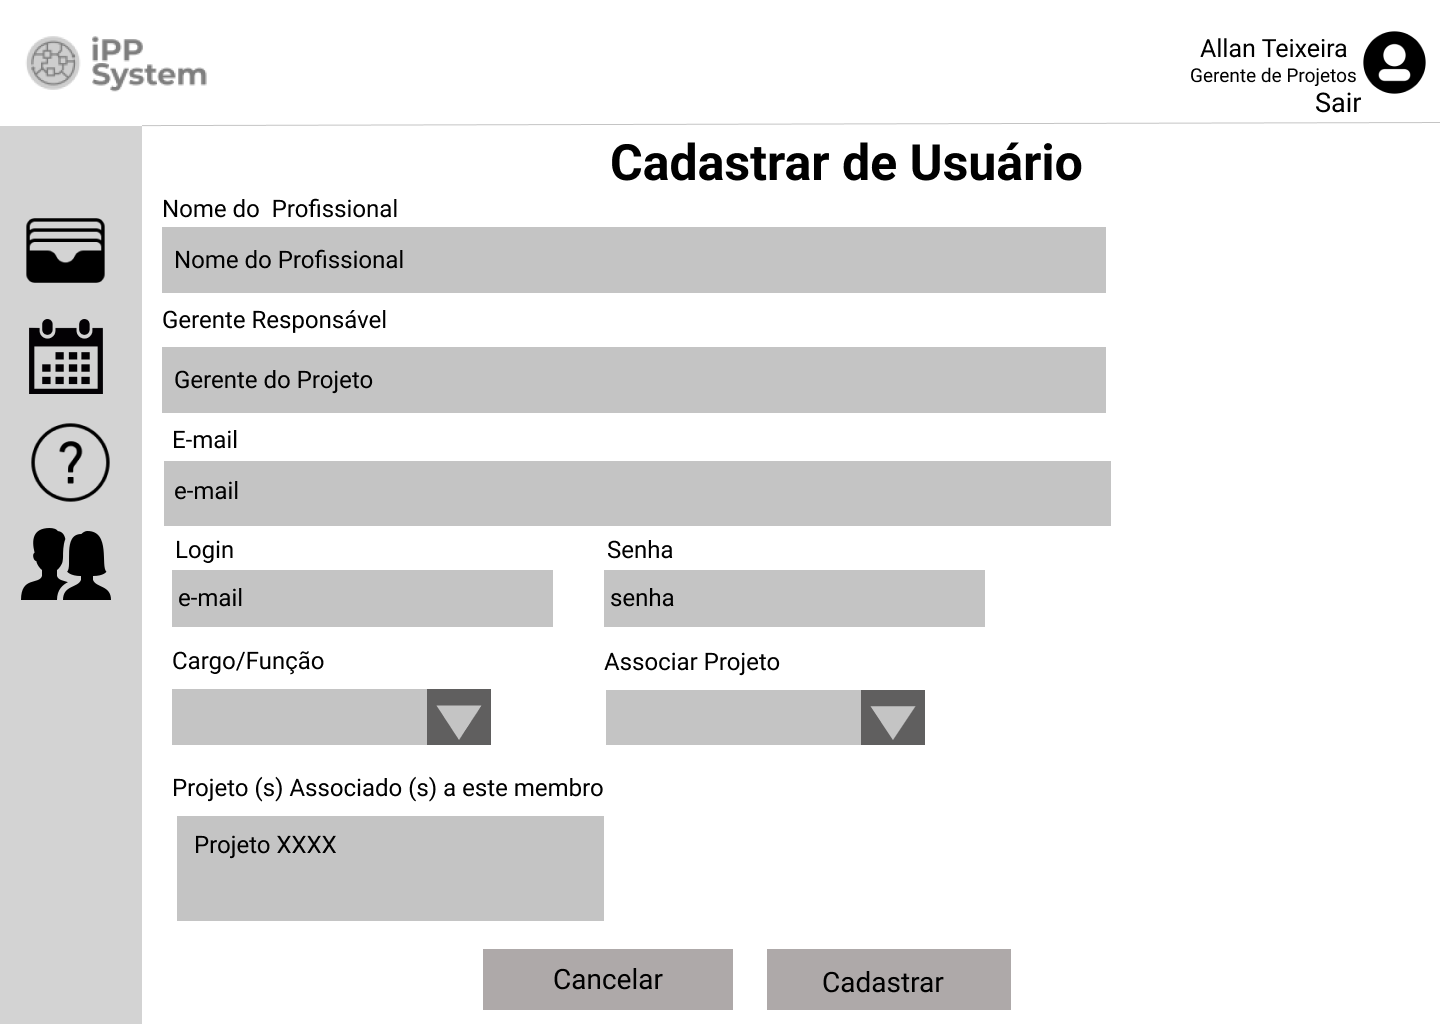 iPP
System
Allan Teixeira
Gerente de Projetos
Sair
Cadastrar de Usuário
Nome do  Profissional
Nome do Profissional
Gerente Responsável
Gerente do Projeto
E-mail
e-mail
Login
Senha
e-mail
senha
Cargo/Função
Associar Projeto
Projeto (s) Associado (s) a este membro
Projeto XXXX
Cancelar
Cadastrar